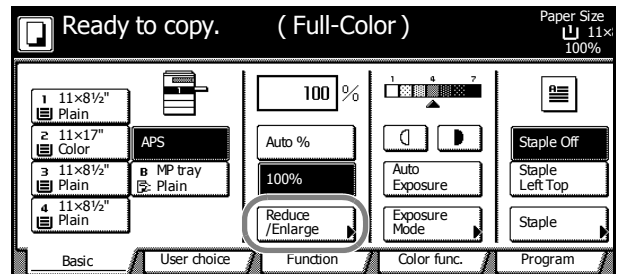 Ready to copy. ( Full-Color )
Paper Size
11×
100%
1 11×8½"
Plain
2 11×17"
Color
3 11×8½"
Plain
4 11×8½"
Plain
APS
B MP tray
Plain
100 %
Auto %
100%
Reduce
/Enlarge
1 4 7
Auto
Exposure
Exposure
Mode
Staple Off
Staple
Left Top
Staple
Basic
User choice
Function
Color func.
Program